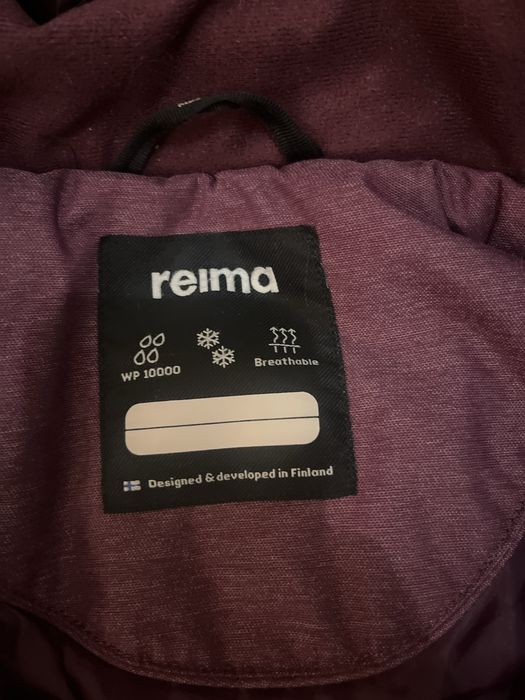 reima
WP 10000
Breathable
Designed & developed in Finland